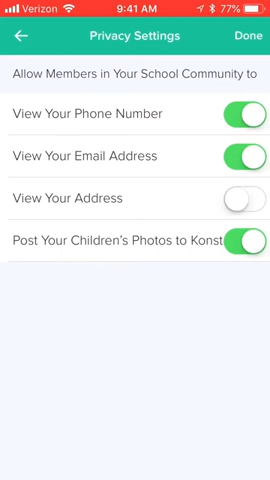 Verizon 9:41 AM 77%
Privacy Settings Done
Allow Members in Your School Community to
View Your Phone Number
View Your Email Address
View Your Address
Post Your Children's Photos to Konst